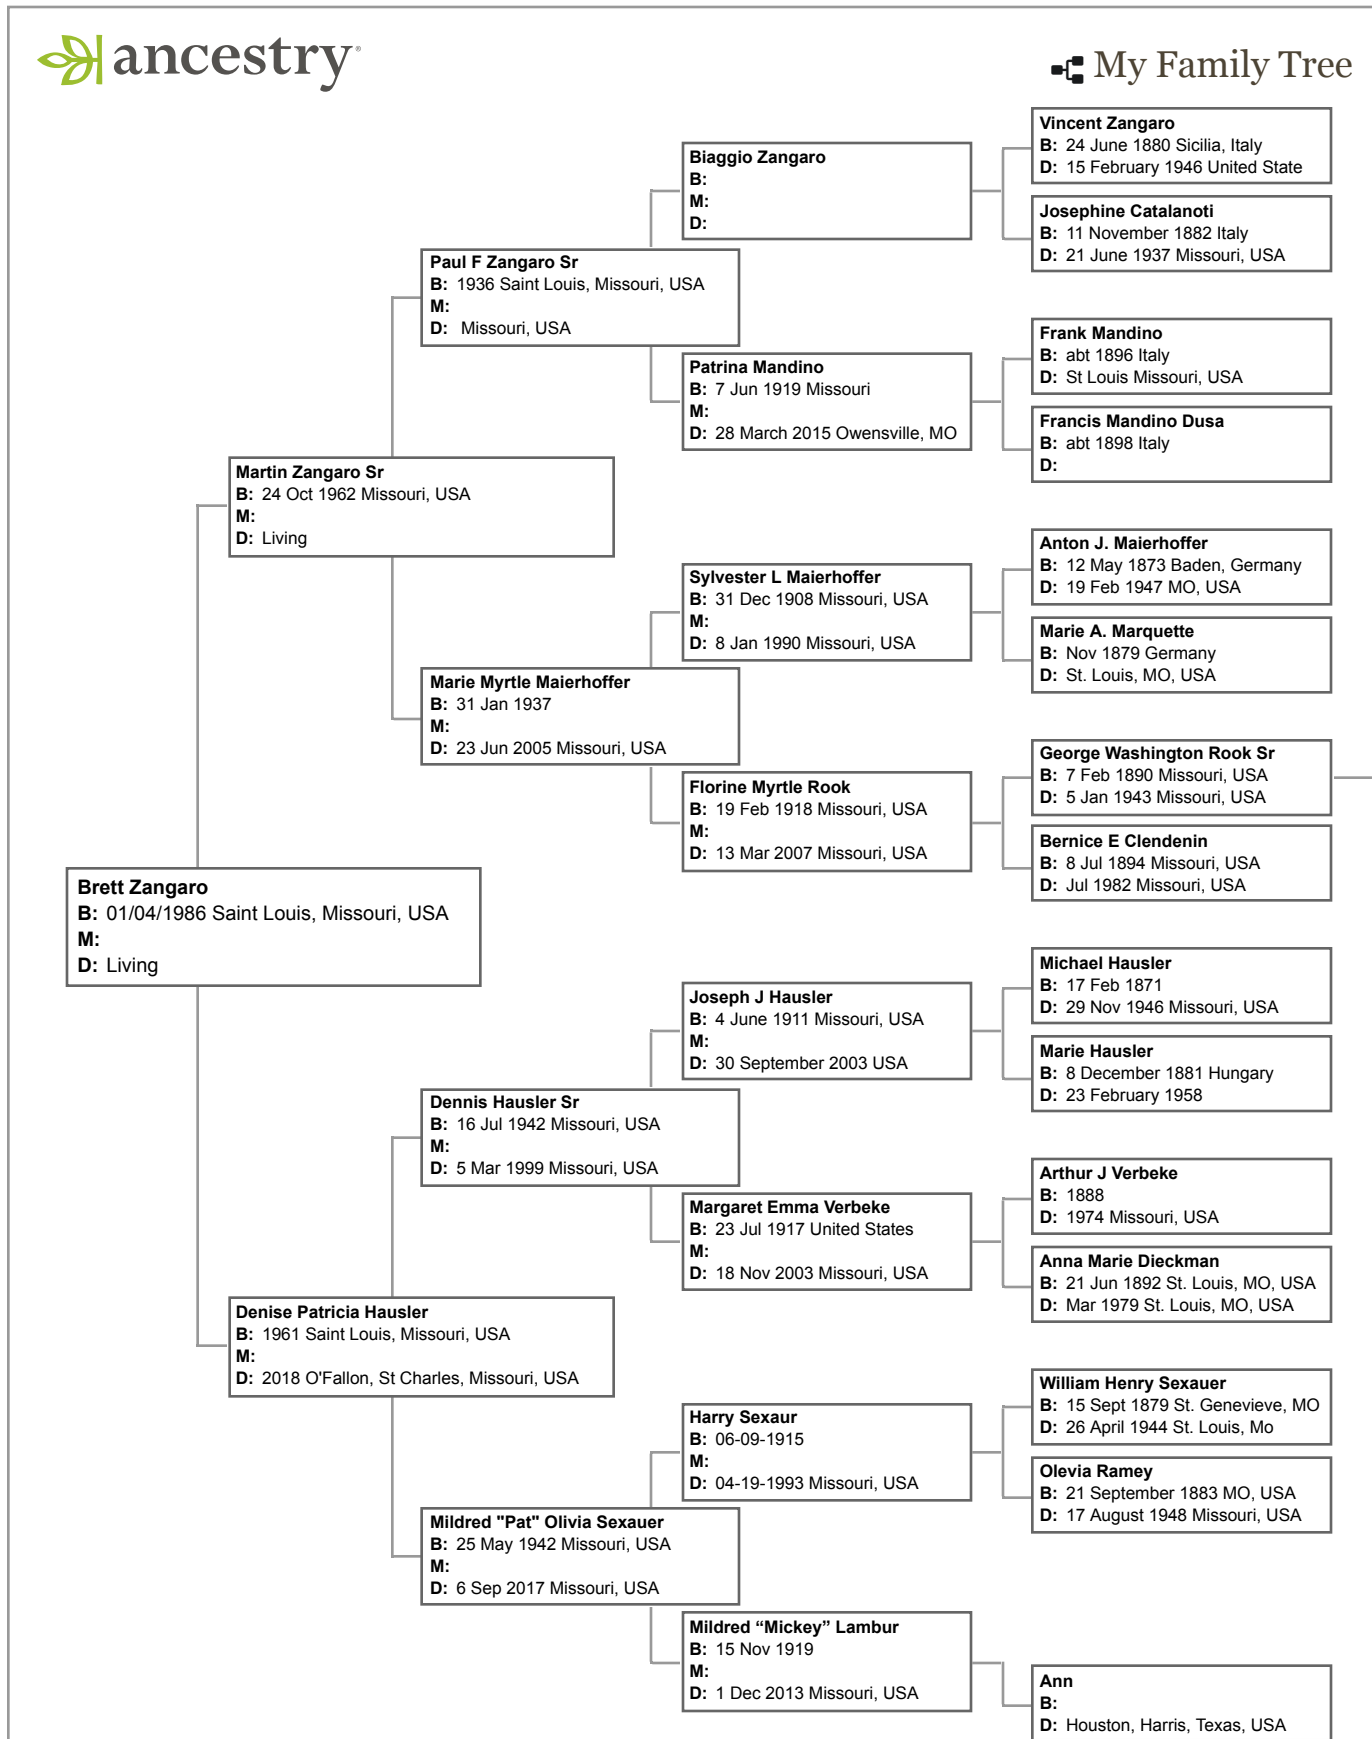 ancestry
My Family Tree
Vincent Zangaro
B: 24 June 1880 Sicilia, Italy
D: 15 February 1946 United State
Josephine Catalanoti
B: 11 November 1882 Italy
D: 21 June 1937 Missouri, USA
Biaggio Zangaro
B:
M:
D:
Paul F Zangaro Sr
B: 1936 Saint Louis, Missouri, USA
M:
D: Missouri, USA
Frank Mandino
B: abt 1896 Italy
D: St Louis Missouri, USA
Patrina Mandino
B: 7 Jun 1919 Missouri
M:
D: 28 March 2015 Owensville, MO
Francis Mandino Dusa
B: abt 1898 Italy
D:
Martin Zangaro Sr
B: 24 Oct 1962 Missouri, USA
M:
D: Living
Anton J. Maierhoffer
B: 12 May 1873 Baden, Germany
D: 19 Feb 1947 MO, USA
Sylvester L Maierhoffer
B: 31 Dec 1908 Missouri, USA
M:
D: 8 Jan 1990 Missouri, USA
Marie A. Marquette
B: Nov 1879 Germany
D: St. Louis, MO, USA
Marie Myrtle Maierhoffer
B: 31 Jan 1937
M:
D: 23 Jun 2005 Missouri, USA
George Washington Rook Sr
B: 7 Feb 1890 Missouri, USA
D: 5 Jan 1943 Missouri, USA
Florine Myrtle Rook
B: 19 Feb 1918 Missouri, USA
M:
D: 13 Mar 2007 Missouri, USA
Bernice E Clendenin
B: 8 Jul 1894 Missouri, USA
D: Jul 1982 Missouri, USA
Brett Zangaro
B: 01/04/1986 Saint Louis, Missouri, USA
M:
D: Living
Michael Hausler
B: 17 Feb 1871
D: 29 Nov 1946 Missouri, USA
Joseph J Hausler
B: 4 June 1911 Missouri, USA
M:
D: 30 September 2003 USA
Marie Hausler
B: 8 December 1881 Hungary
D: 23 February 1958
Dennis Hausler Sr
B: 16 Jul 1942 Missouri, USA
M:
D: 5 Mar 1999 Missouri, USA
Arthur J Verbeke
B: 1888
D: 1974 Missouri, USA
Margaret Emma Verbeke
B: 23 Jul 1917 United States
M:
D: 18 Nov 2003 Missouri, USA
Anna Marie Dieckman
B: 21 Jun 1892 St. Louis, MO, USA
D: Mar 1979 St. Louis, MO, USA
Denise Patricia Hausler
B: 1961 Saint Louis, Missouri, USA
M:
D: 2018 O'Fallon, St Charles, Missouri, USA
William Henry Sexauer
B: 15 Sept 1879 St. Genevieve, MO
D: 26 April 1944 St. Louis, Mo
Harry Sexaur
B: 06-09-1915
M:
D: 04-19-1993 Missouri, USA
Olevia Ramey
B: 21 September 1883 MO, USA
D: 17 August 1948 Missouri, USA
Mildred "Pat" Olivia Sexauer
B: 25 May 1942 Missouri, USA
M:
D: 6 Sep 2017 Missouri, USA
Mildred “Mickey” Lambur
B: 15 Nov 1919
M:
D: 1 Dec 2013 Missouri, USA
Ann
B:
D: Houston, Harris, Texas, USA